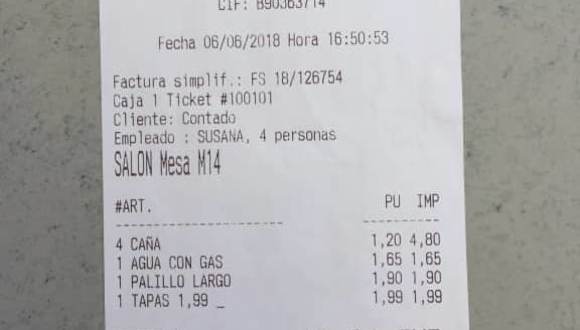 CIF: B90363714
Fecha 06/06/2018 Hora 16:50:53
Factura simplif.: FS 18/126754
Caja 1 Ticket #100101
Cliente: Contado
Empleado : SUSANA, 4 personas
SALON Mesa M14
#ART. PU IMP
4 CAÑA 1,20 4,80
1 AGUA CON GAS 1,65 1,65
1 PALILLO LARGO 1,90 1,90
1 TAPAS 1,99 _ 1,99 1,99